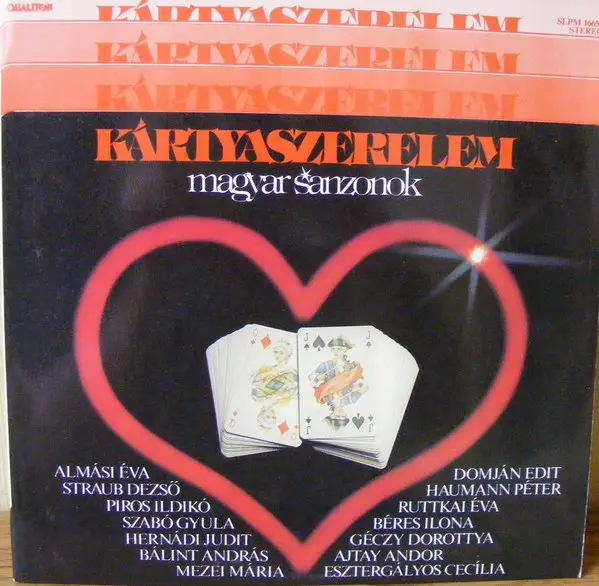 QUALITON
KÁRTYASZERELEM
SLPM 1665
STEREO
KÁRTYASZERELEM
KÁRTYASZERELEM
KÁRTYASZERELEM
magyar šanzonok
Q
J
J
J
ALMÁSI ÉVA
STRAUB DEZSŐ
PIROS ILDIKÓ
SZABÓ GYULA
HERNÁDI JUDIT
BÁLINT ANDRÁS
MEZEI MÁRIA
DOMJÁN EDIT
HAUMANN PÉTER
RUTTKAI ÉVA
BÉRES ILONA
GÉCZY DOROTTYA
AJTAY ANDOR
ESZTERGÁLYOS CECÍLIA